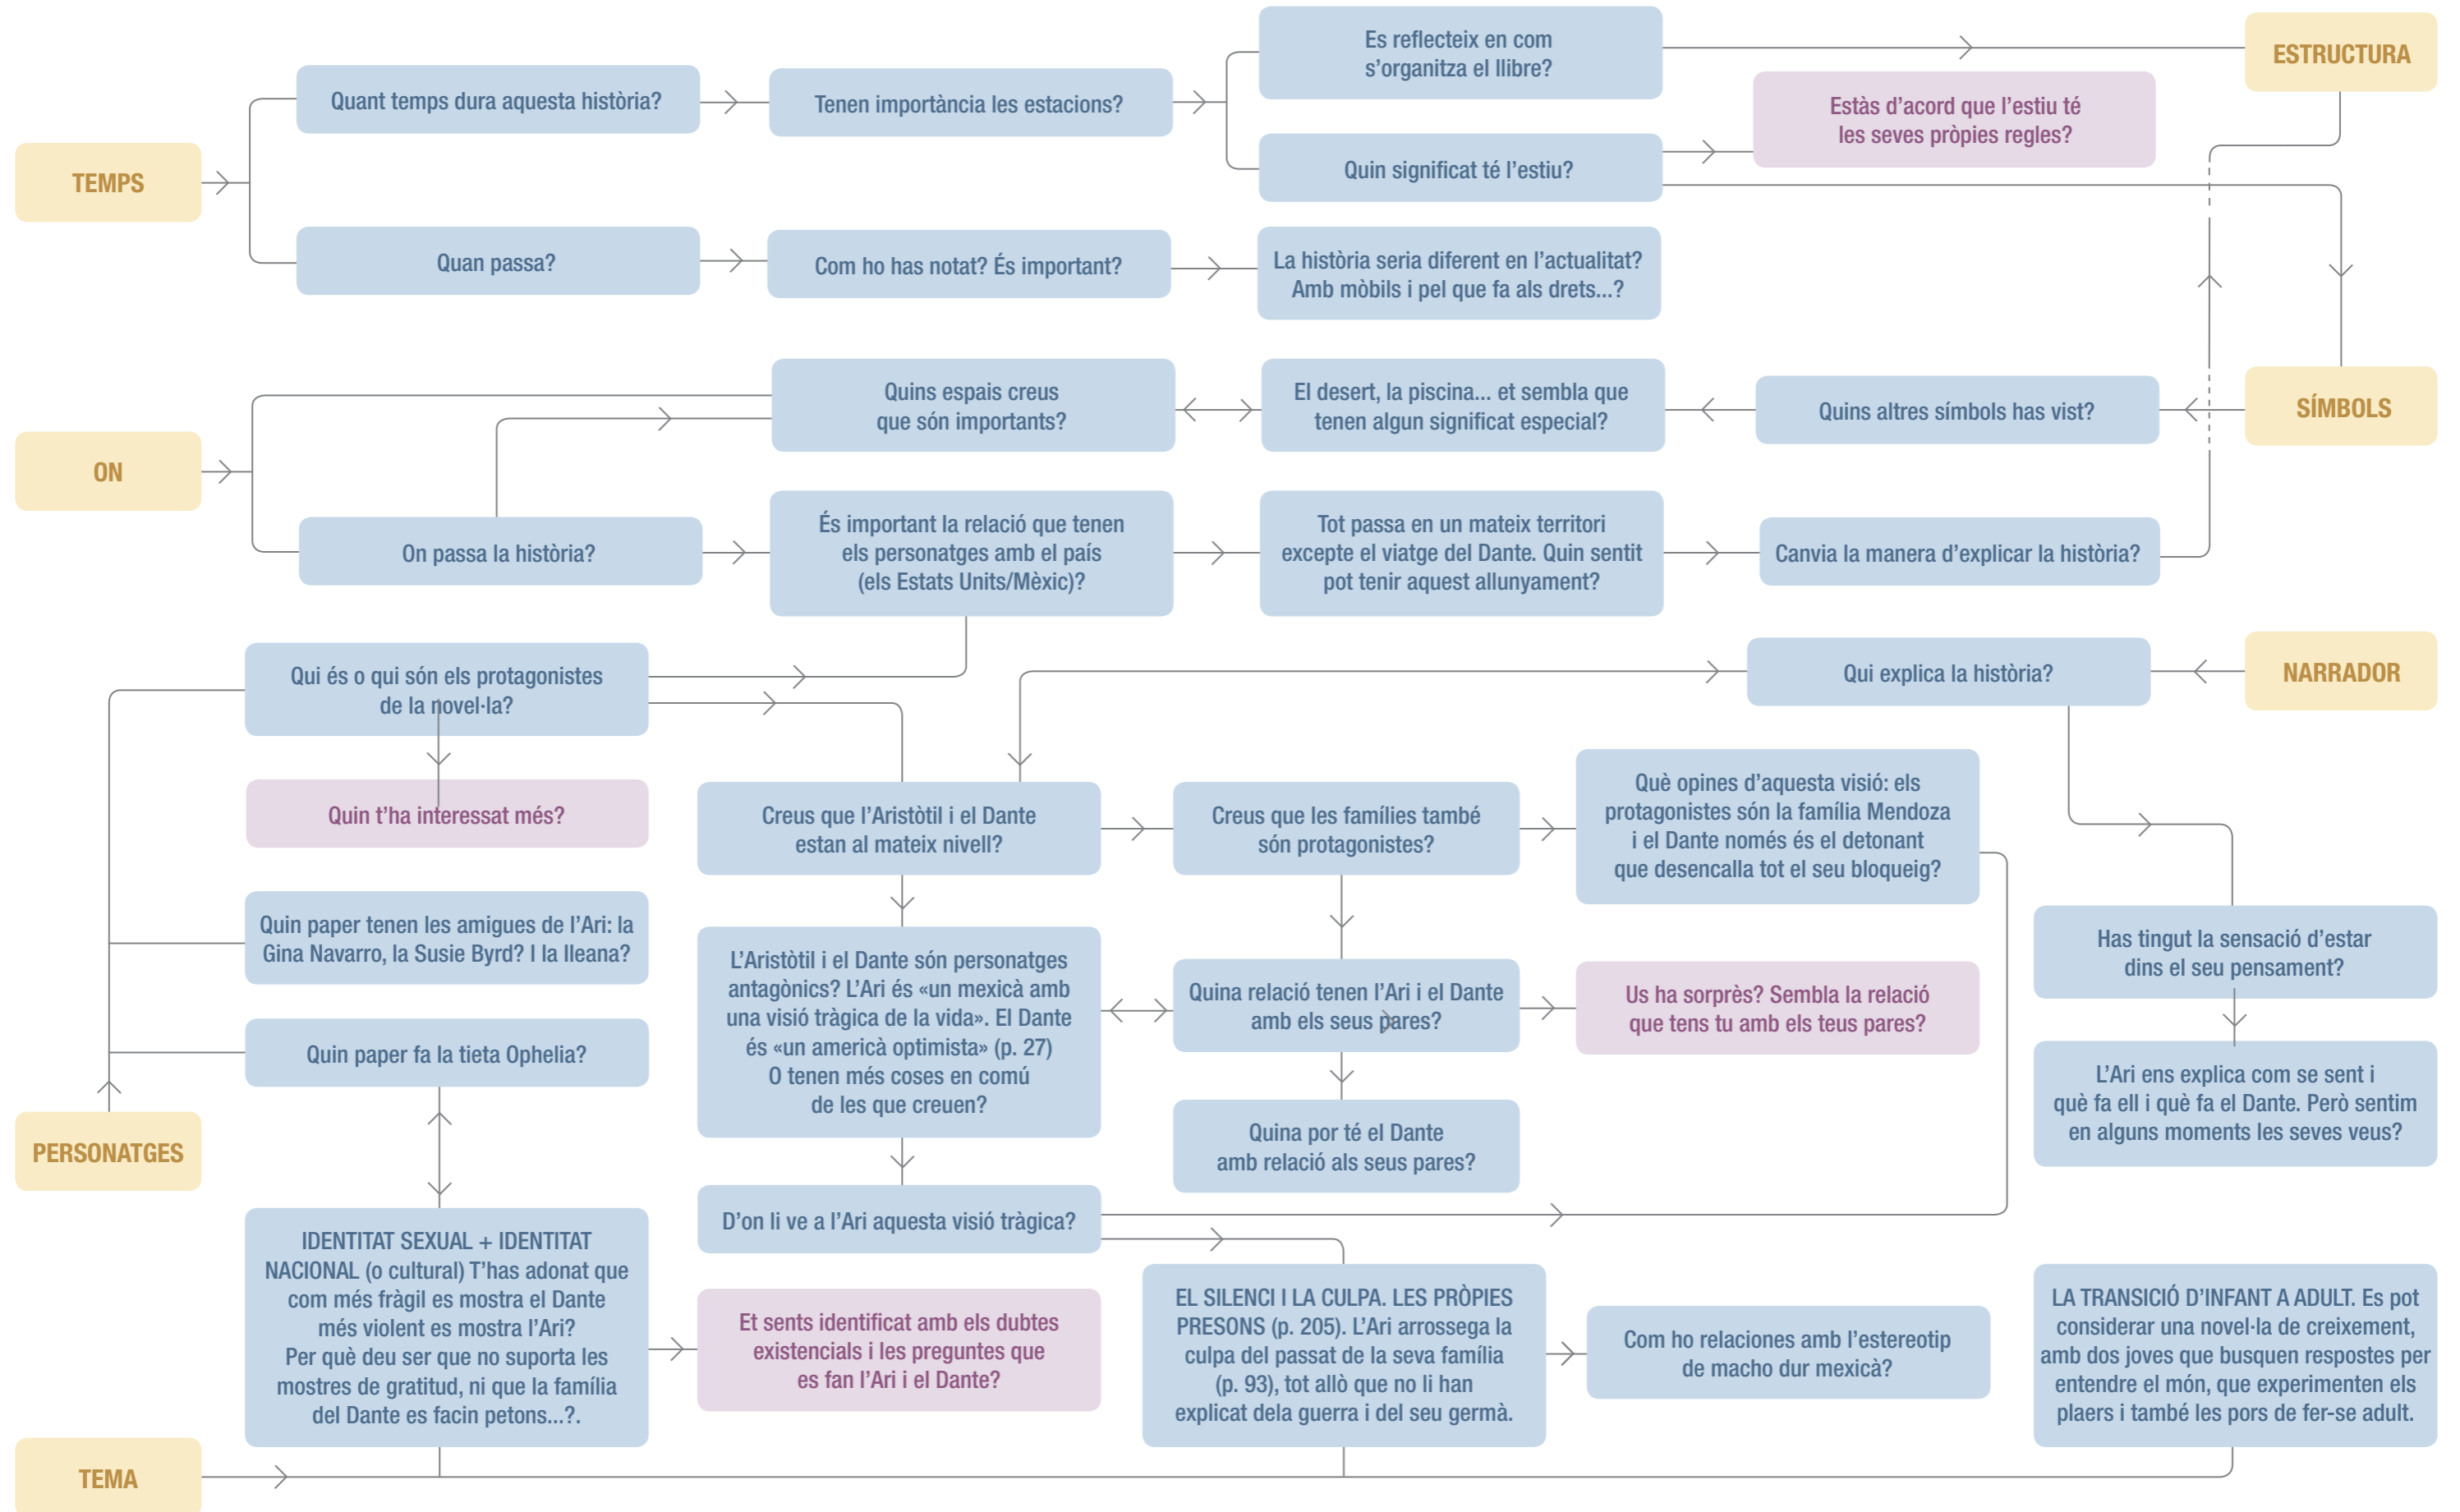 TEMPS
Quant temps dura aquesta història?
Tenen importància les estacions?
Es reflecteix en com
s'organitza el llibre?
ESTRUCTURA
Quin significat té l'estiu?
Estàs d'acord que l'estiu té
les seves pròpies regles?
Quan passa?
Com ho has notat? És important?
La història seria diferent en l'actualitat?
Amb mòbils i pel que fa als drets...?
ON
Quins espais creus
que són importants?
El desert, la piscina... et sembla que
tenen algun significat especial?
Quins altres símbols has vist?
SÍMBOLS
On passa la història?
És important la relació que tenen
els personatges amb el país
(els Estats Units/Mèxic)?
Tot passa en un mateix territori
excepte el viatge del Dante. Quin sentit
pot tenir aquest allunyament?
Canvia la manera d'explicar la història?
Qui és o qui són els protagonistes
de la novel·la?
Qui explica la història?
NARRADOR
Quin t'ha interessat més?
Creus que l'Aristòtil i el Dante
estan al mateix nivell?
Creus que les famílies també
són protagonistes?
Què opines d'aquesta visió: els
protagonistes són la família Mendoza
i el Dante només és el detonant
que desencalla tot el seu bloqueig?
Quin paper tenen les amigues de l'Ari: la
Gina Navarro, la Susie Byrd? I la Ileana?
L'Aristòtil i el Dante són personatges
antagònics? L'Ari és «un mexicà amb
una visió tràgica de la vida». El Dante
és «un americà optimista» (p. 27)
O tenen més coses en comú
de les que creuen?
Quina relació tenen l'Ari i el Dante
amb els seus pares?
Us ha sorprès? Sembla la relació
que tens tu amb els teus pares?
Has tingut la sensació d'estar
dins el seu pensament?
Quin paper fa la tieta Ophelia?
L'Ari ens explica com se sent i
què fa ell i què fa el Dante. Però sentim
en alguns moments les seves veus?
PERSONATGES
Quina por té el Dante
amb relació als seus pares?
D'on li ve a l'Ari aquesta visió tràgica?
IDENTITAT SEXUAL + IDENTITAT
NACIONAL (o cultural) T'has adonat que
com més fràgil es mostra el Dante
més violent es mostra l'Ari?
Per què deu ser que no suporta les
mostres de gratitud, ni que la família
del Dante es facin petons...?.
Et sents identificat amb els dubtes
existencials i les preguntes que
es fan l'Ari i el Dante?
EL SILENCI I LA CULPA. LES PRÒPIES
PRESONS (p. 205). L'Ari arrossega la
culpa del passat de la seva família
(p. 93), tot allò que no li han
explicat dela guerra i del seu germà.
Com ho relaciones amb l'estereotip
de macho dur mexicà?
LA TRANSICIÓ D'INFANT A ADULT. Es pot
considerar una novel·la de creixement,
amb dos joves que busquen respostes per
entendre el món, que experimenten els
plaers i també les pors de fer-se adult.
TEMA